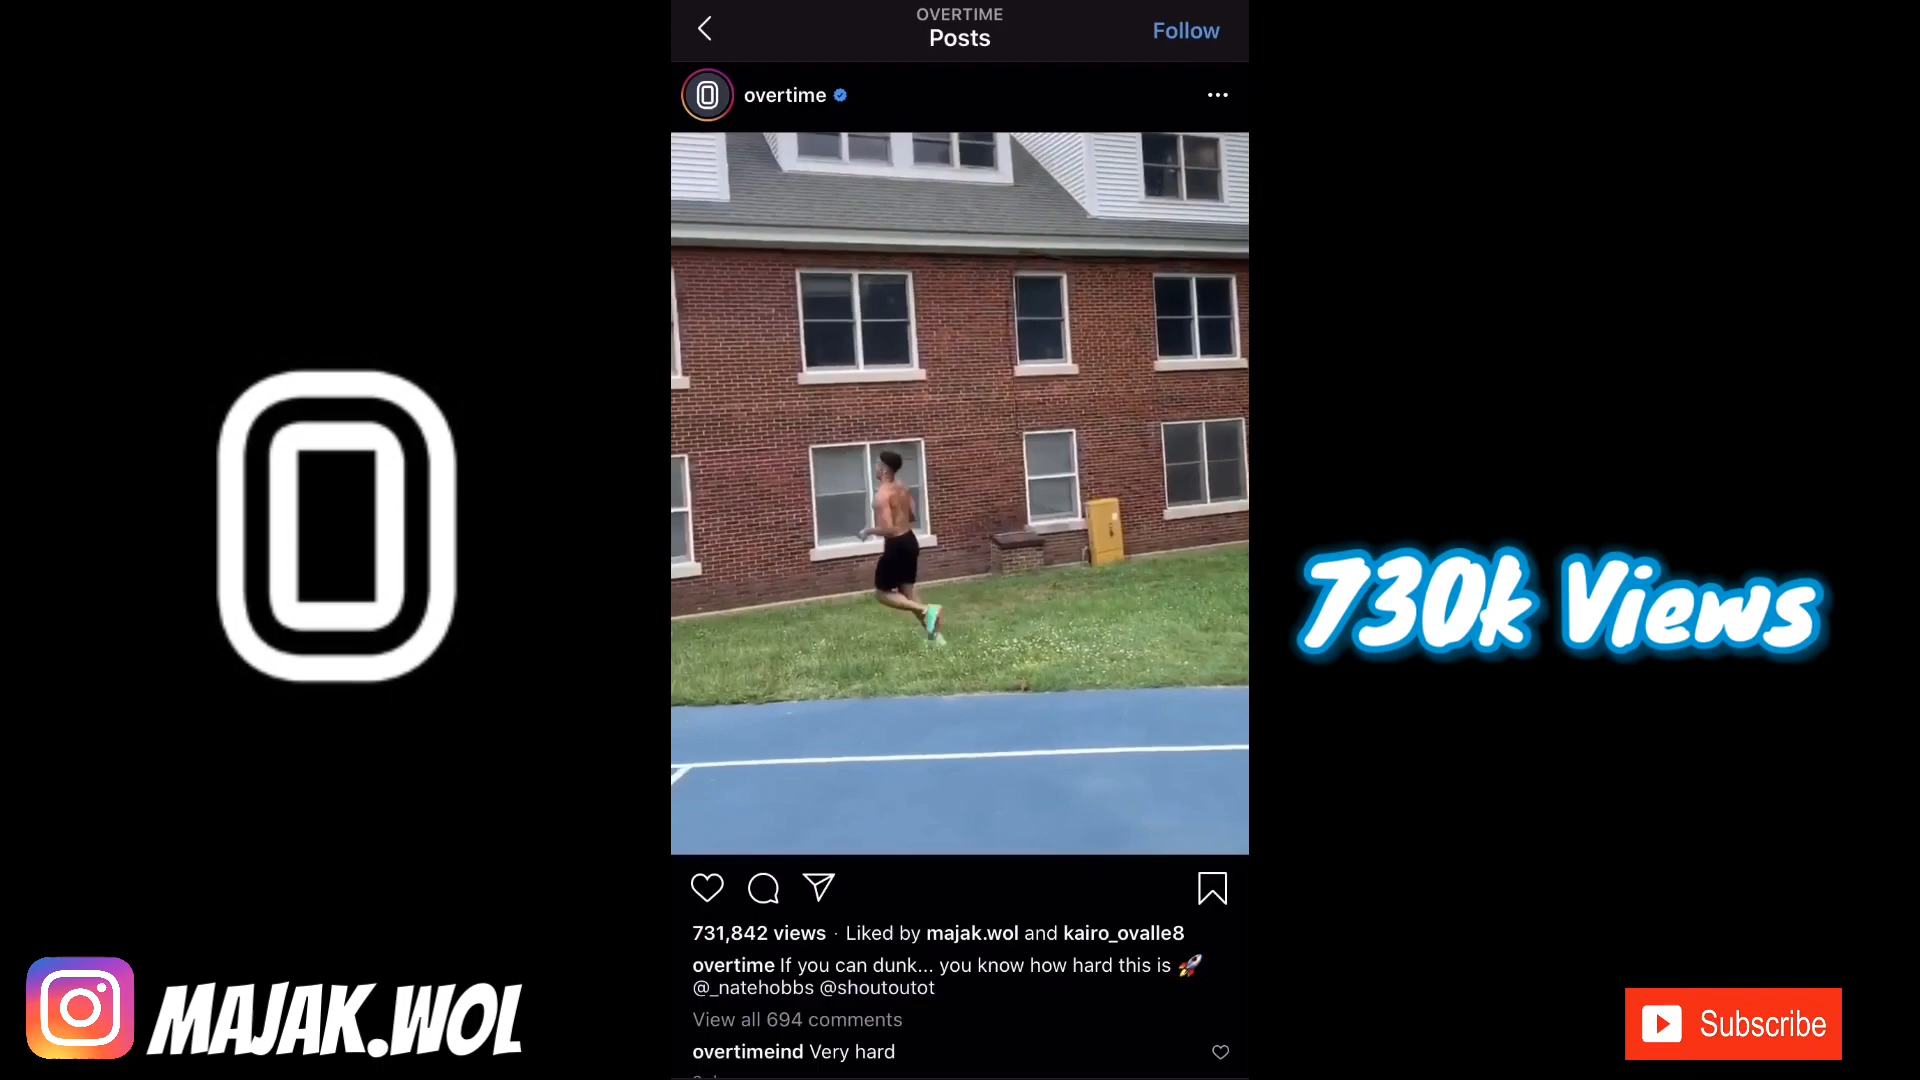 OVERTIME
Posts
Follow
overtime
730k Views
731,842 views · Liked by majak.wol and kairo_ovalle8
overtime If you can dunk... you know how hard this is 🚀
@_natehobbs @shoutoutot
View all 694 comments
overtimeind Very hard
MAJAK.WOL
Subscribe